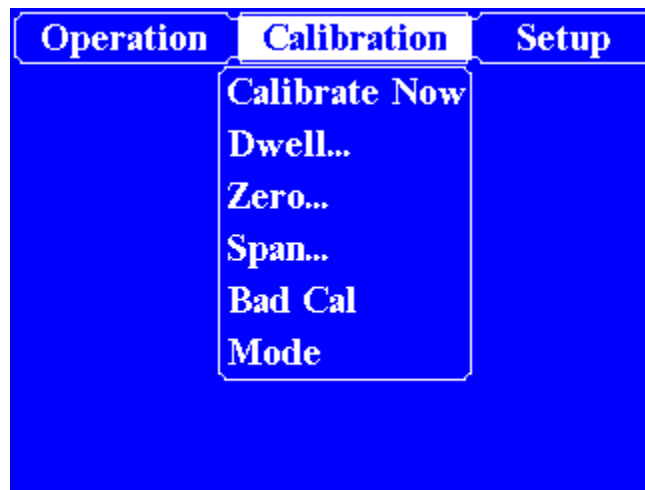 Operation Calibration Setup
Calibrate Now
Dwell...
Zero...
Span...
Bad Cal
Mode